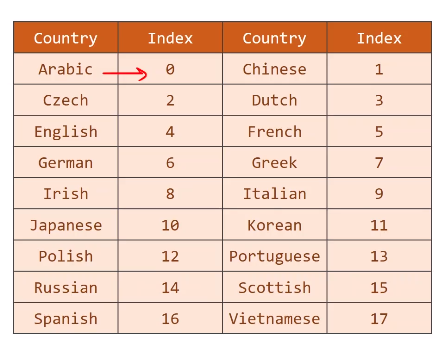 Country Index Country Index
Arabic 0 Chinese 1
Czech 2 Dutch 3
English 4 French 5
German 6 Greek 7
Irish 8 Italian 9
Japanese 10 Korean 11
Polish 12 Portuguese 13
Russian 14 Scottish 15
Spanish 16 Vietnamese 17